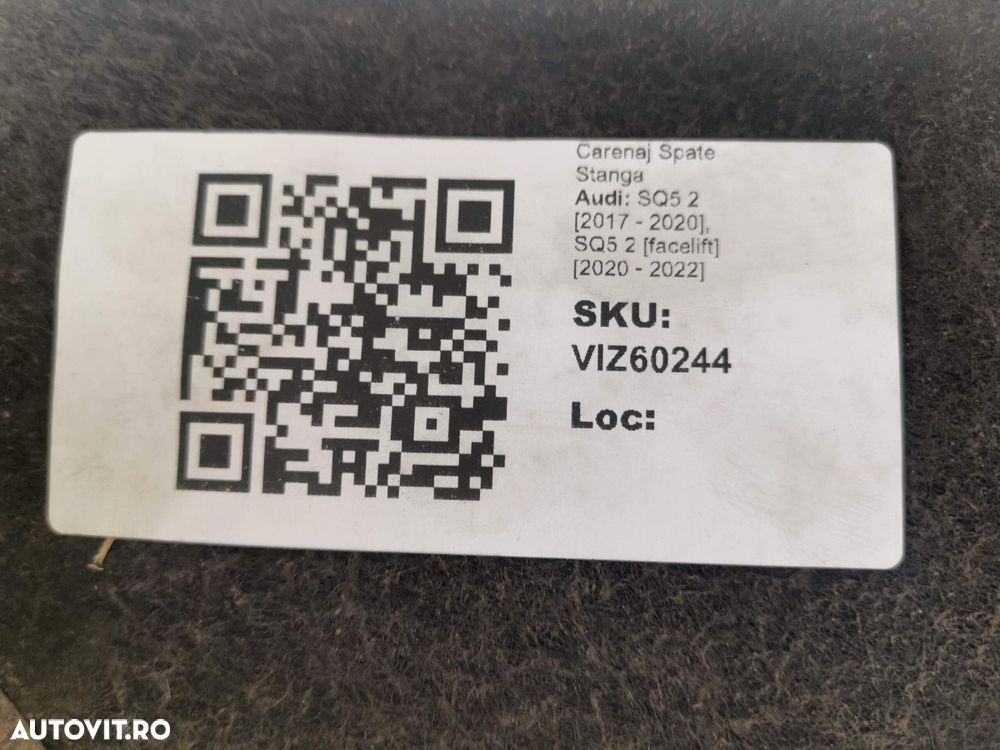 Carenaj Spate
Stanga
Audi: SQ5 2
[2017 - 2020],
SQ5 2 [facelift]
[2020 - 2022]
SKU:
VIZ60244
Loc:
AUTOVIT.RO